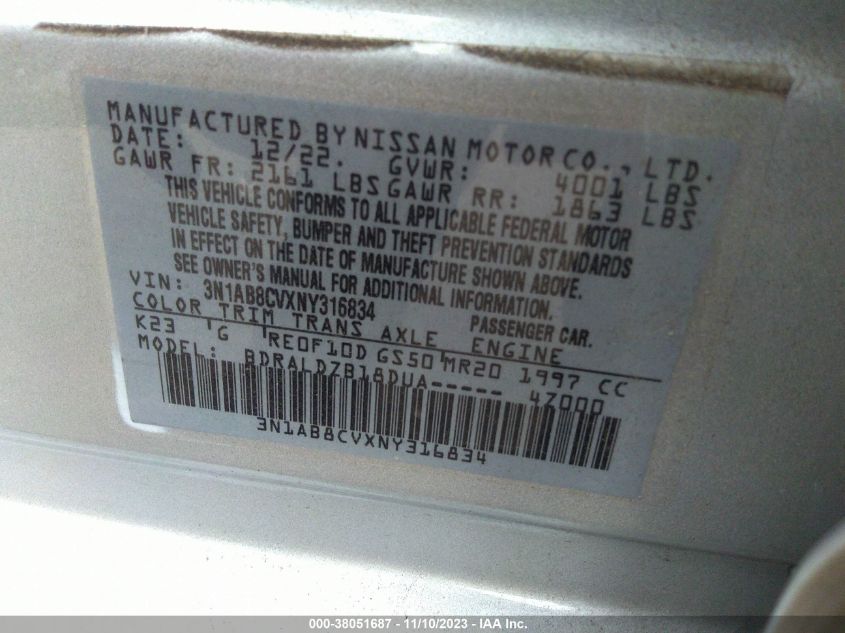 MANUFACTURED BY NISSAN MOTOR CO., LTD.
DATE: 12/22. GVWR: 4001 LBS
GAWR FR: 2161 LBS GAWR RR: 1863 LBS
THIS VEHICLE CONFORMS TO ALL APPLICABLE FEDERAL MOTOR
VEHICLE SAFETY, BUMPER AND THEFT PREVENTION STANDARDS
IN EFFECT ON THE DATE OF MANUFACTURE SHOWN ABOVE.
SEE OWNER'S MANUAL FOR ADDITIONAL INFORMATION.
VIN: 3N1AB8CVXNY316834 PASSENGER CAR.
COLOR TRIM TRANS AXLE ENGINE
K23 G RE0F10D GS50 MR20 1997 CC
MODEL: BDRALDZB18DUA----- 4Z000
3N1AB8CVXNY316834
000-38051687 - 11/10/2023 - IAA Inc.